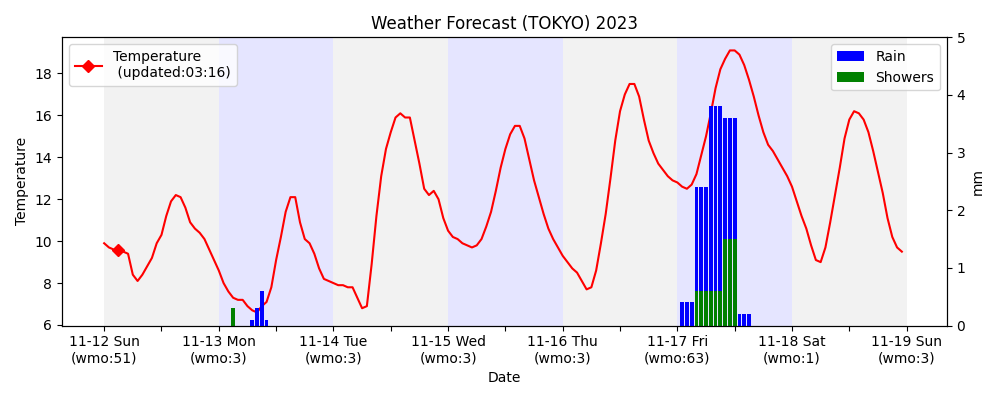 Weather Forecast (TOKYO) 2023
Temperature
(updated:03:16)
Rain
Showers
Temperature
18
16
14
12
10
8
6
5
4
3
2
1
0
mm
11-12 Sun
(wmo:51)
11-13 Mon
(wmo:3)
11-14 Tue
(wmo:3)
11-15 Wed
(wmo:3)
11-16 Thu
(wmo:3)
11-17 Fri
(wmo:63)
11-18 Sat
(wmo:1)
11-19 Sun
(wmo:3)
Date